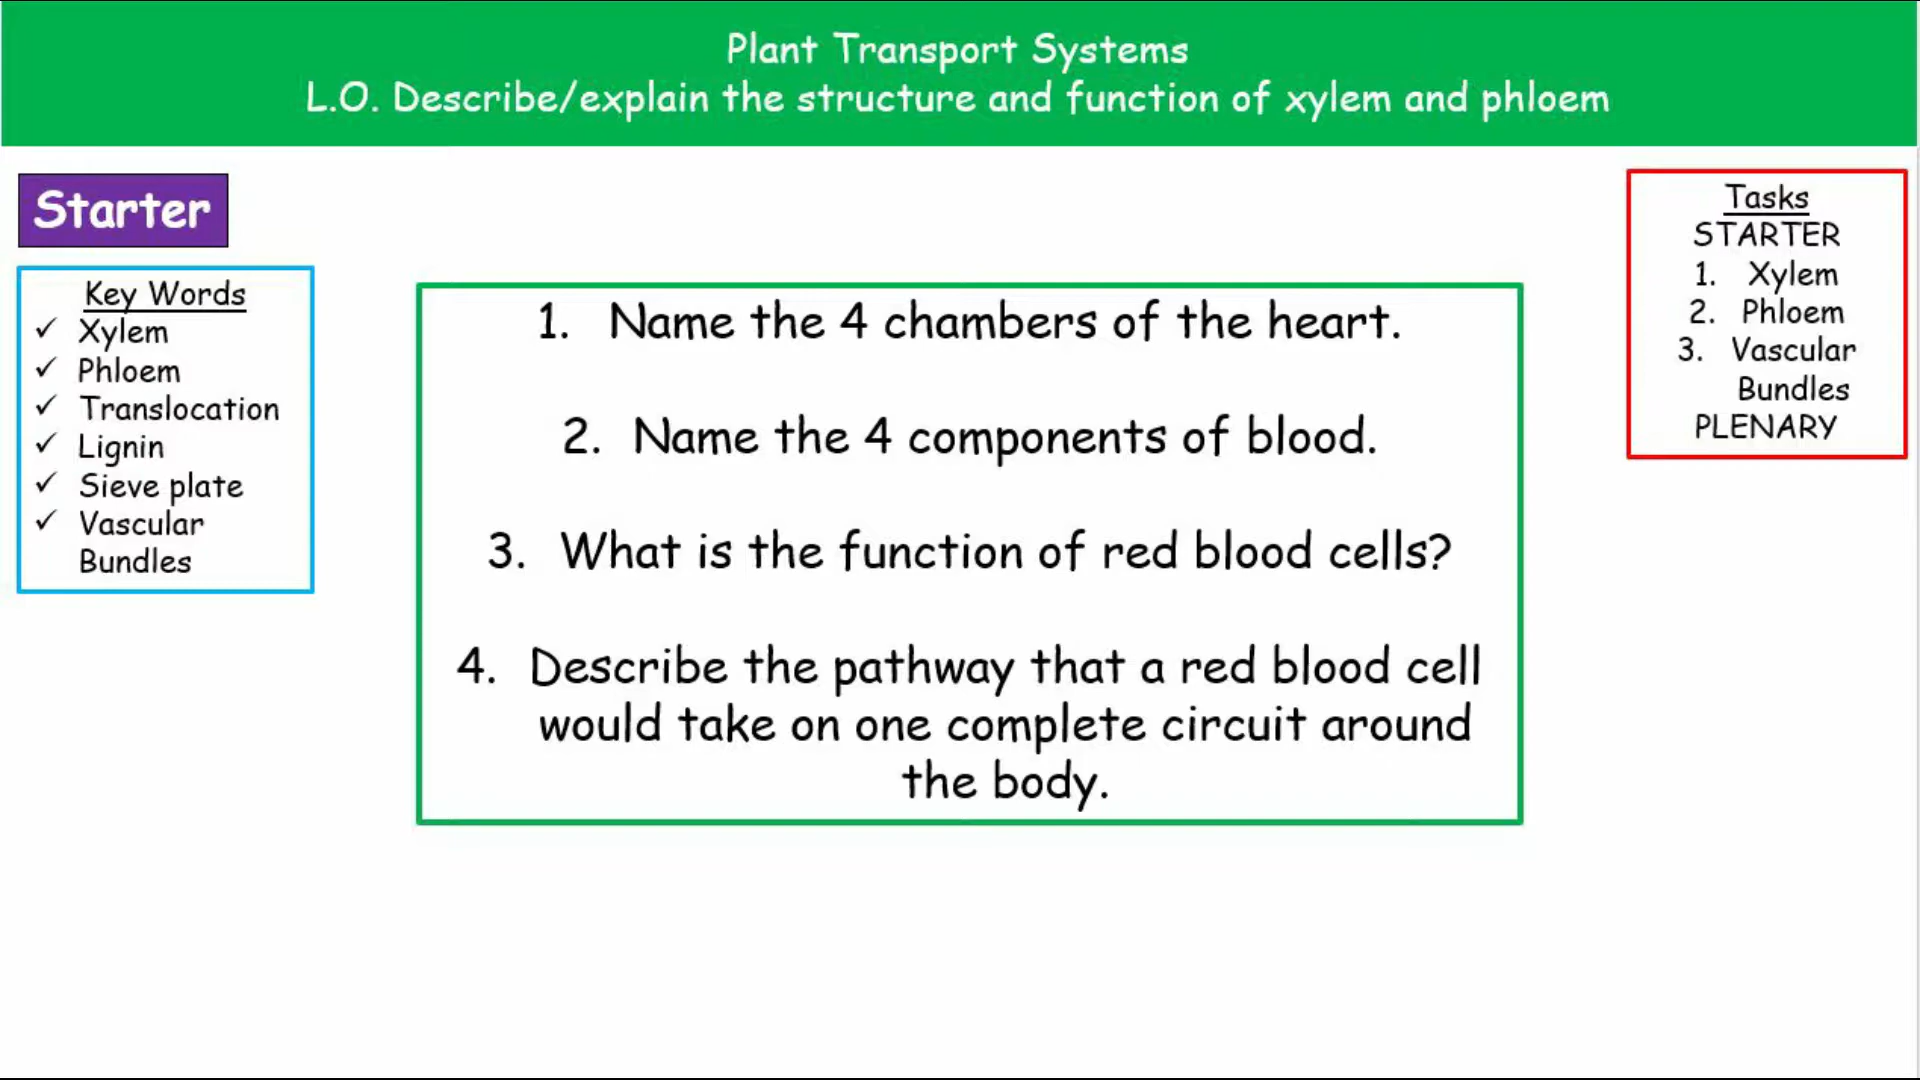 Plant Transport Systems
L.O. Describe/explain the structure and function of xylem and phloem
Starter
Key Words
✓ Xylem
✓ Phloem
✓ Translocation
✓ Lignin
✓ Sieve plate
✓ Vascular
Bundles
1. Name the 4 chambers of the heart.
2. Name the 4 components of blood.
3. What is the function of red blood cells?
4. Describe the pathway that a red blood cell
would take on one complete circuit around
the body.
Tasks
STARTER
1. Xylem
2. Phloem
3. Vascular
Bundles
PLENARY